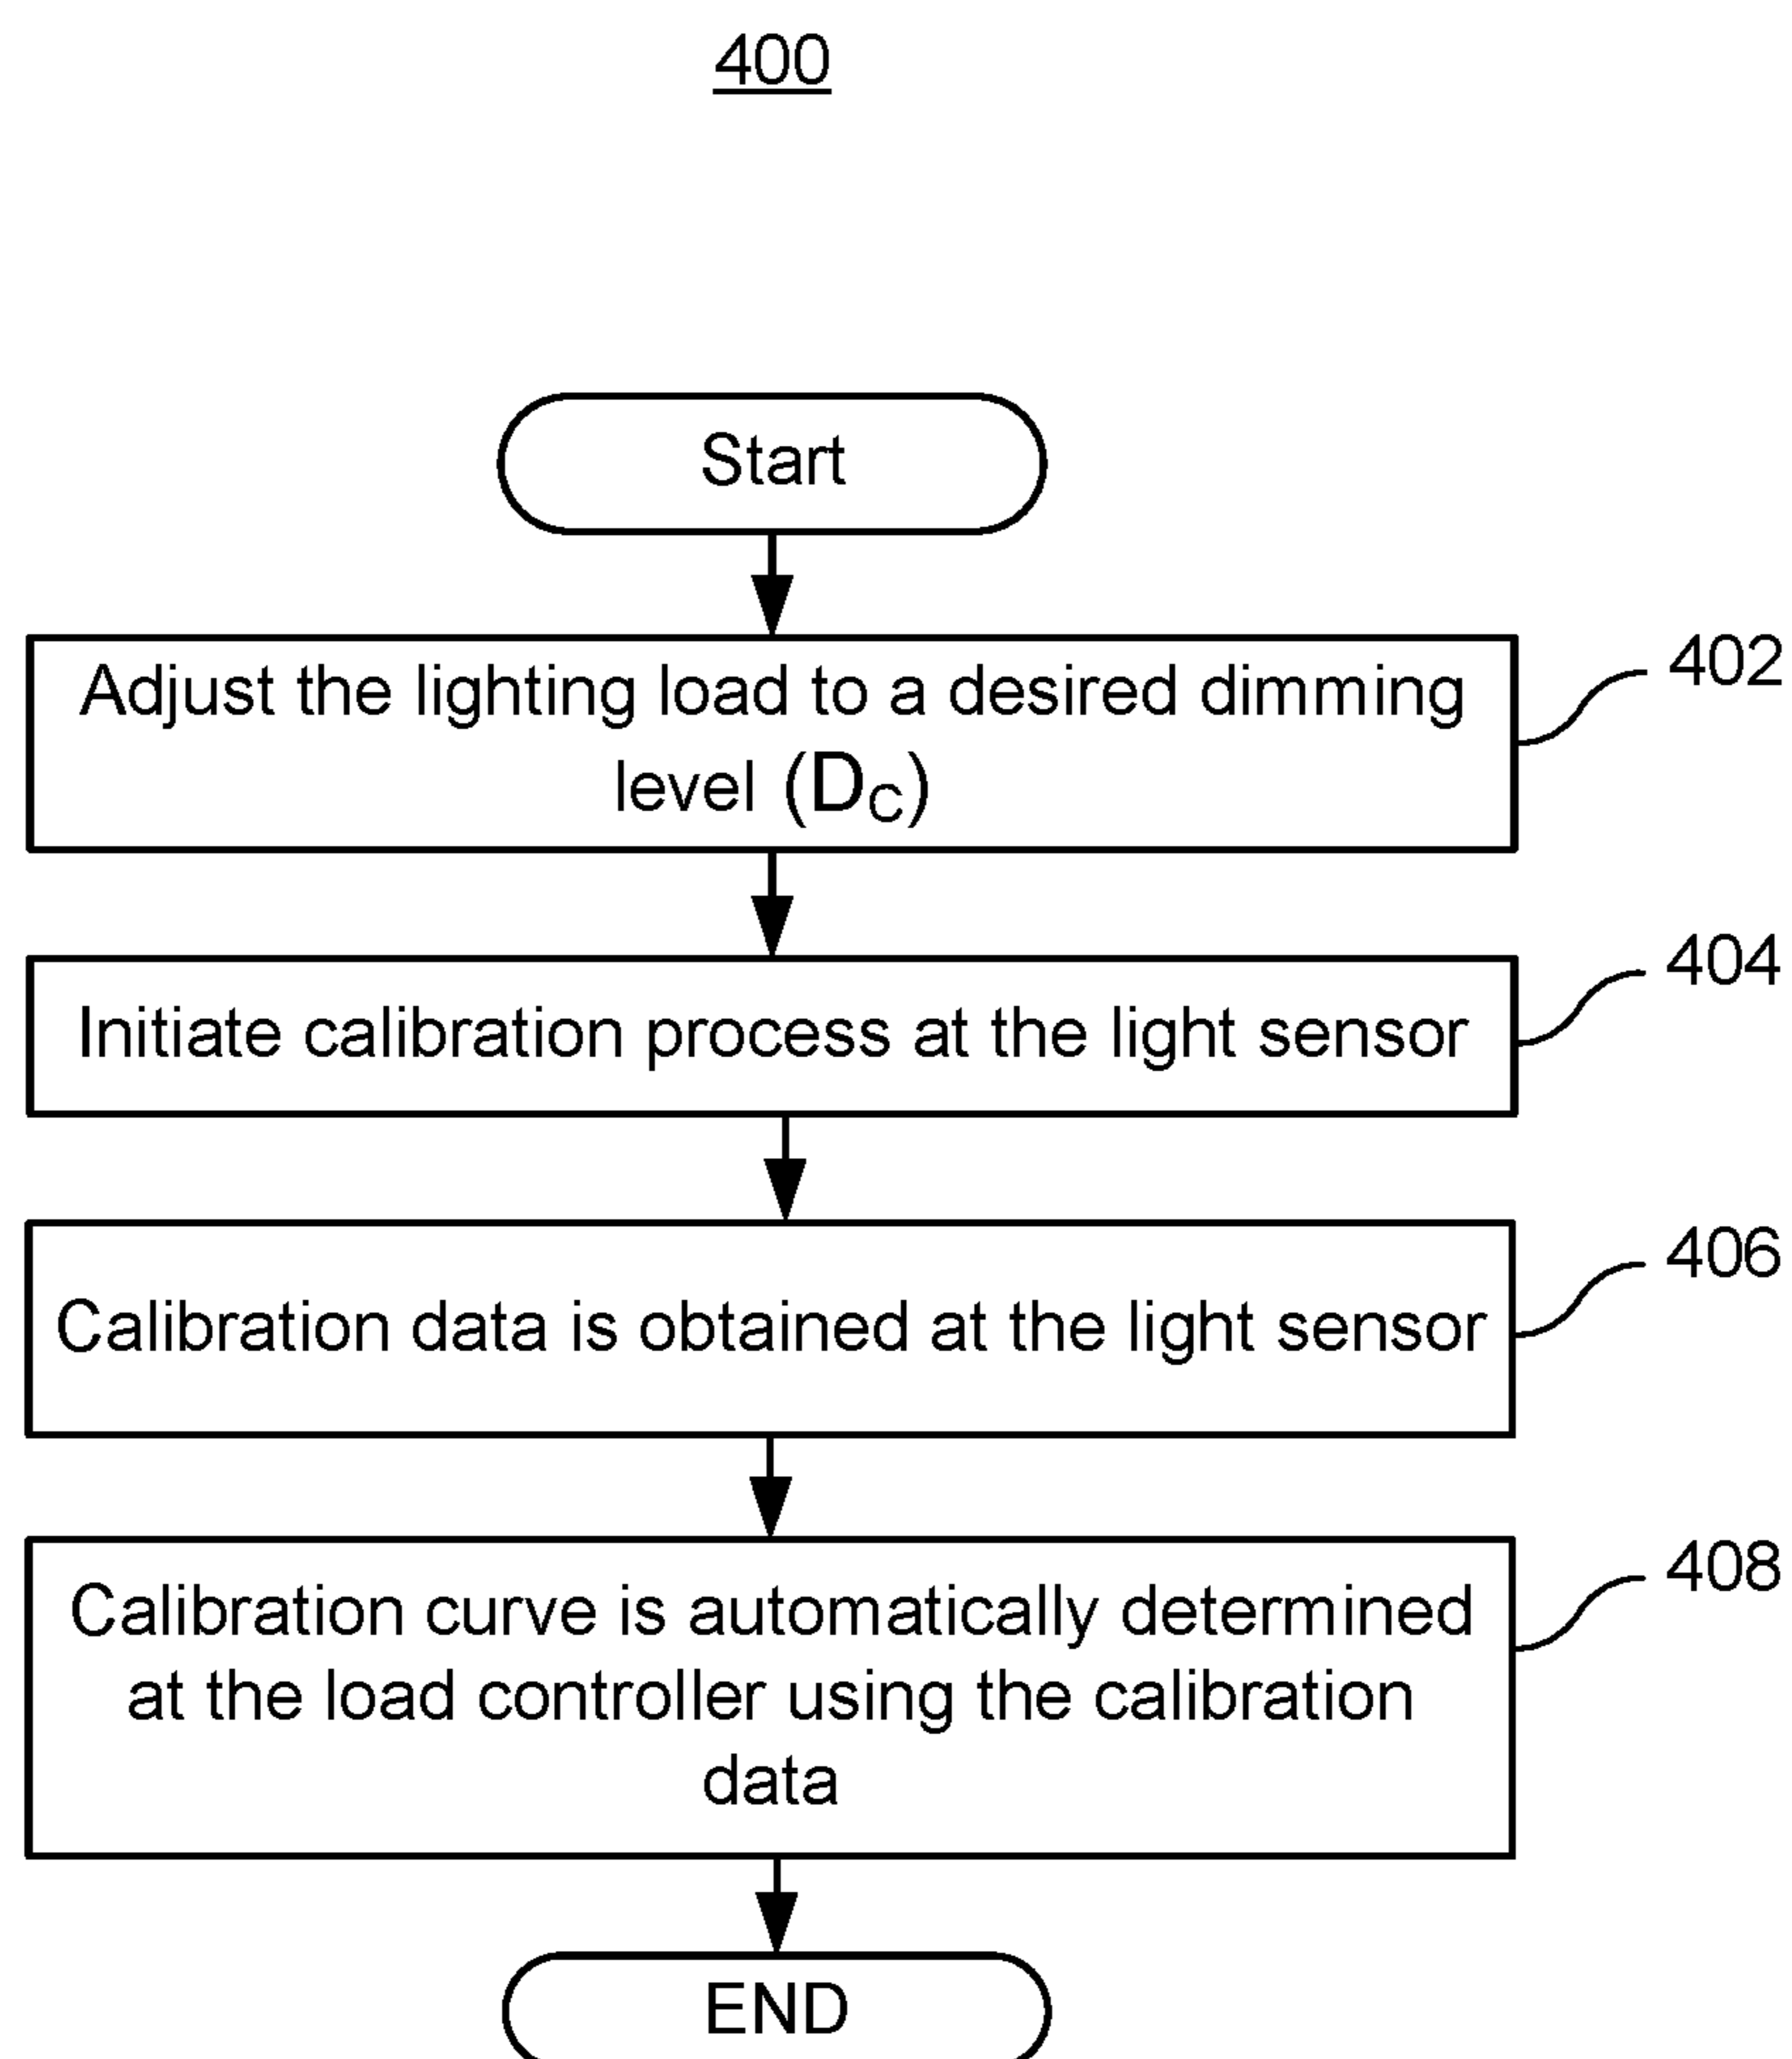 400
Start
Adjust the lighting load to a desired dimming
level (DC)
402
Initiate calibration process at the light sensor
404
Calibration data is obtained at the light sensor
406
Calibration curve is automatically determined
at the load controller using the calibration
data
408
END